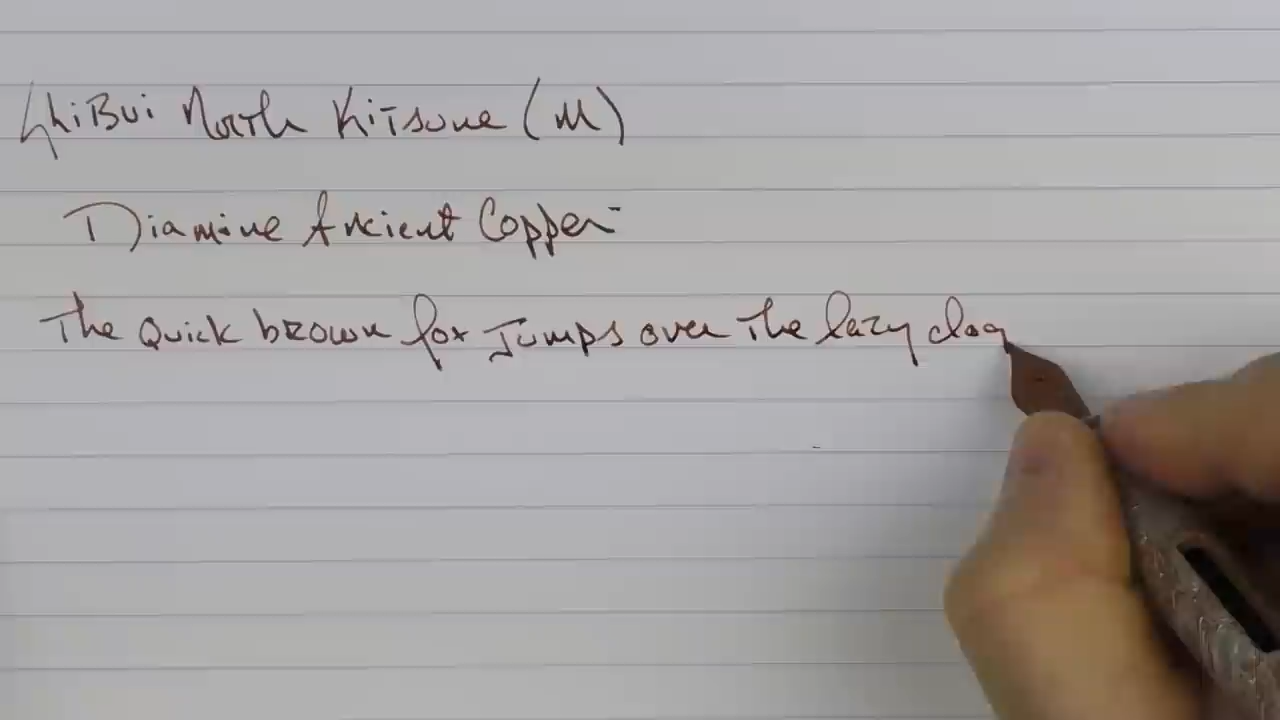 ShiBui North Kitsune (M)
Diamine Ancient Copper
The Quick brown fox Jumps over The lazy dog